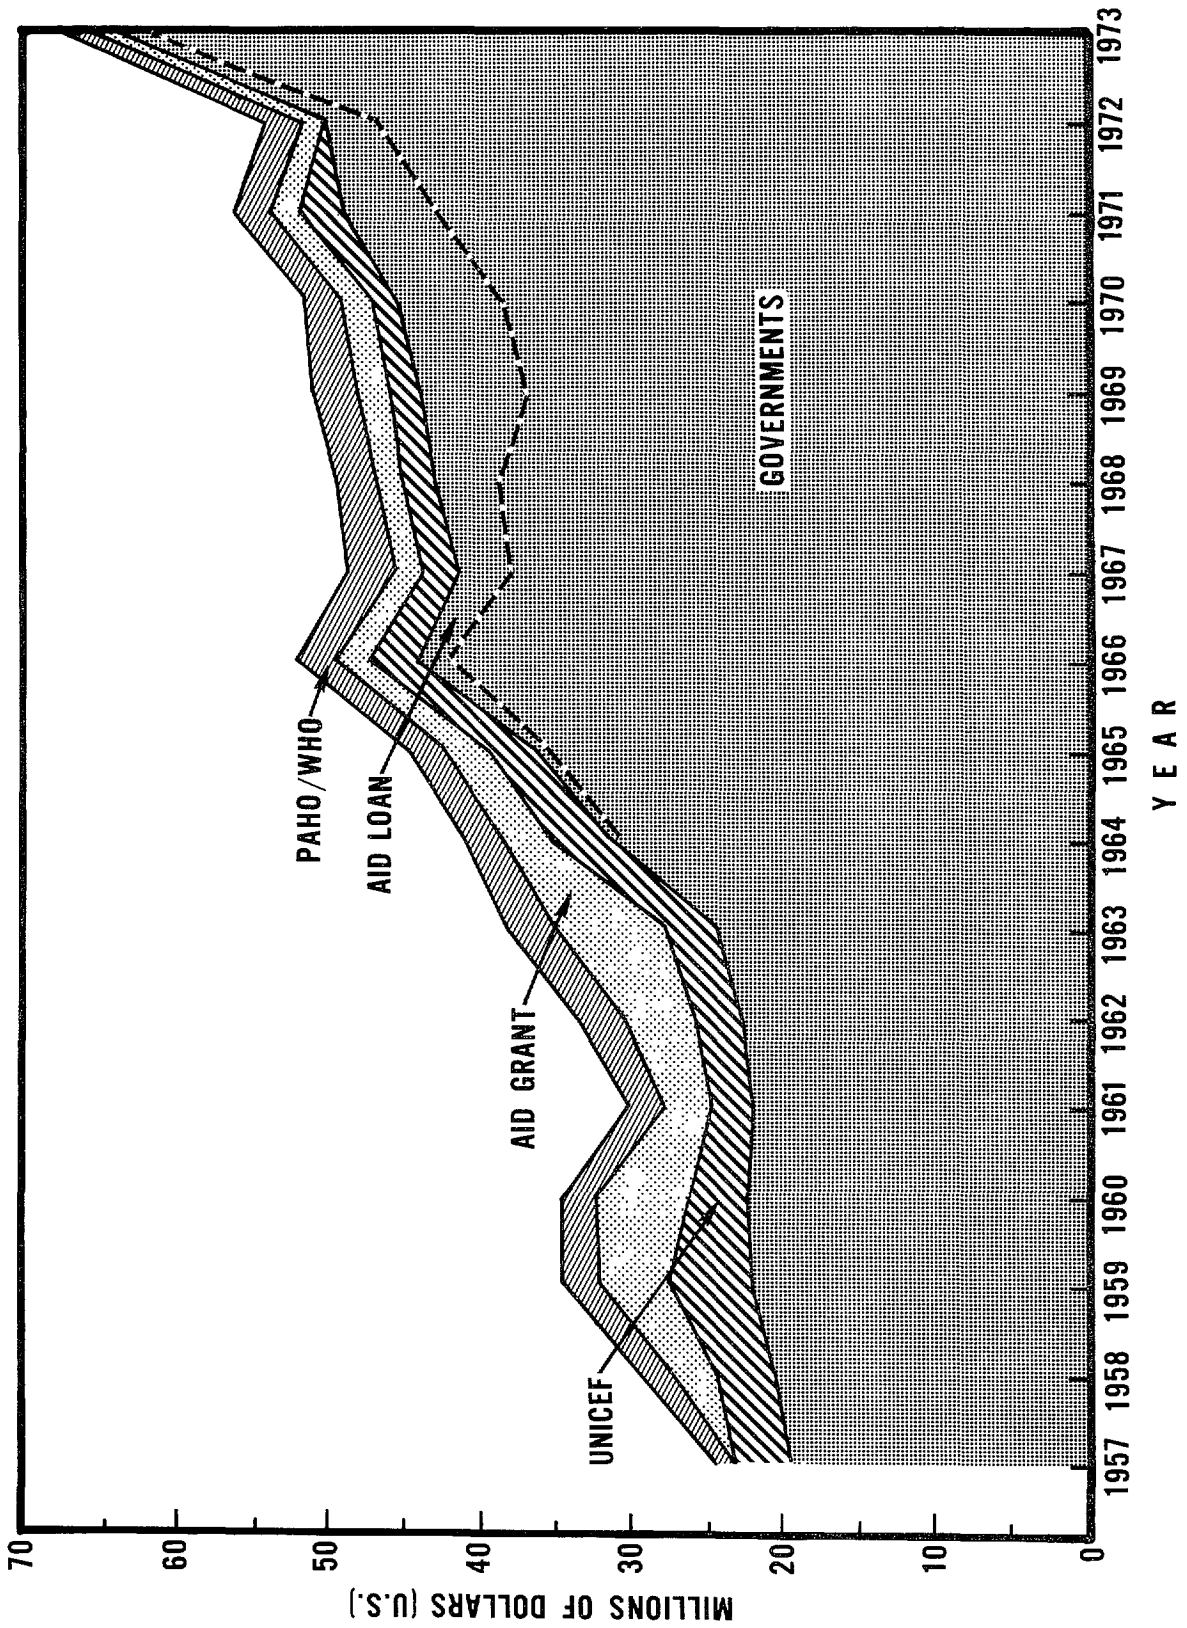 70
60
50
40
30
20
10
0
MILLIONS OF DOLLARS (U.S.)
PAHO/WHO
AID LOAN
AID GRANT
UNICEF
GOVERNMENTS
1957 1958 1959 1960 1961 1962 1963 1964 1965 1966 1967 1968 1969 1970 1971 1972 1973
YEAR